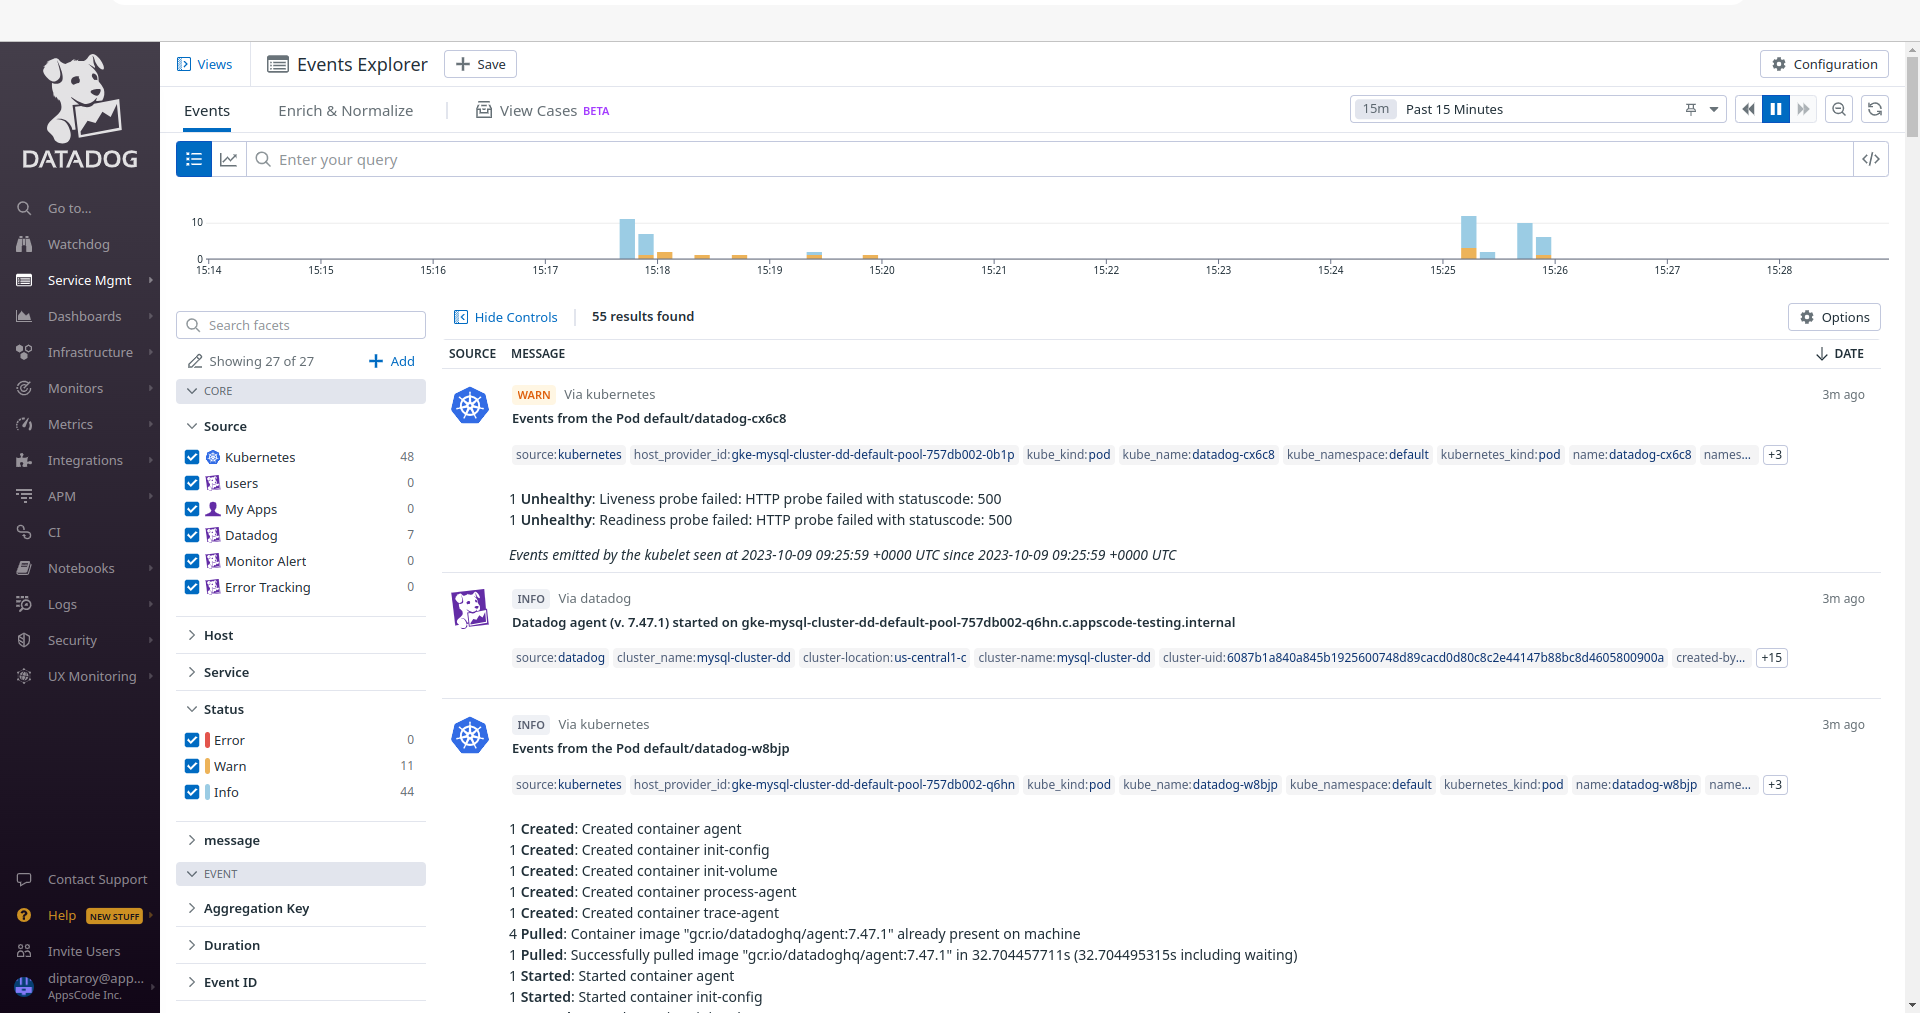 Views
Events Explorer
Save
Configuration
Events
Enrich & Normalize
View Cases BETA
15m Past 15 Minutes
Enter your query
</>
10
0
15:14 15:15 15:16 15:17 15:18 15:19 15:20 15:21 15:22 15:23 15:24 15:25 15:26 15:27 15:28
DATADOG
Go to...
Watchdog
Service Mgmt
Dashboards
Infrastructure
Monitors
Metrics
Integrations
APM
CI
Notebooks
Logs
Security
UX Monitoring
Contact Support
Help NEW STUFF
Invite Users
diptaroy@app...
AppsCode Inc.
Search facets
Showing 27 of 27
Add
CORE
Source
Kubernetes 48
users 0
My Apps 0
Datadog 7
Monitor Alert 0
Error Tracking 0
Host
Service
Status
Error 0
Warn 11
Info 44
message
EVENT
Aggregation Key
Duration
Event ID
Hide Controls
55 results found
Options
SOURCE MESSAGE DATE
WARN Via kubernetes 3m ago
Events from the Pod default/datadog-cx6c8
source:kubernetes host_provider_id:gke-mysql-cluster-dd-default-pool-757db002-0b1p kube_kind:pod kube_name:datadog-cx6c8 kube_namespace:default kubernetes_kind:pod name:datadog-cx6c8 names... +3
1 Unhealthy: Liveness probe failed: HTTP probe failed with statuscode: 500
1 Unhealthy: Readiness probe failed: HTTP probe failed with statuscode: 500
Events emitted by the kubelet seen at 2023-10-09 09:25:59 +0000 UTC since 2023-10-09 09:25:59 +0000 UTC
INFO Via datadog 3m ago
Datadog agent (v. 7.47.1) started on gke-mysql-cluster-dd-default-pool-757db002-q6hn.c.appscode-testing.internal
source:datadog cluster_name:mysql-cluster-dd cluster-location:us-central1-c cluster-name:mysql-cluster-dd cluster-uid:6087b1a840a845b1925600748d89cacd0d80c8c2e44147b88bc8d4605800900a created-by... +15
INFO Via kubernetes 3m ago
Events from the Pod default/datadog-w8bjp
source:kubernetes host_provider_id:gke-mysql-cluster-dd-default-pool-757db002-q6hn kube_kind:pod kube_name:datadog-w8bjp kube_namespace:default kubernetes_kind:pod name:datadog-w8bjp name... +3
1 Created: Created container agent
1 Created: Created container init-config
1 Created: Created container init-volume
1 Created: Created container process-agent
1 Created: Created container trace-agent
4 Pulled: Container image "gcr.io/datadoghq/agent:7.47.1" already present on machine
1 Pulled: Successfully pulled image "gcr.io/datadoghq/agent:7.47.1" in 32.704457711s (32.704495315s including waiting)
1 Started: Started container agent
1 Started: Started container init-config